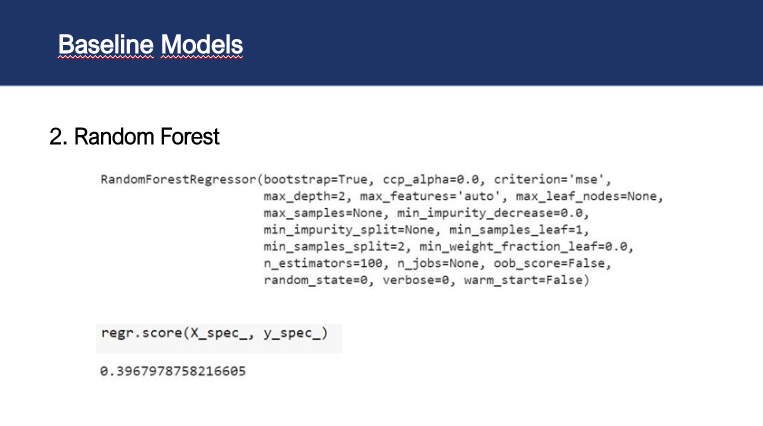 Baseline Models
2. Random Forest
RandomForestRegressor(bootstrap=True, ccp_alpha=0.0, criterion='mse',
max_depth=2, max_features='auto', max_leaf_nodes=None,
max_samples=None, min_impurity_decrease=0.0,
min_impurity_split=None, min_samples_leaf=1,
min_samples_split=2, min_weight_fraction_leaf=0.0,
n_estimators=100, n_jobs=None, oob_score=False,
random_state=0, verbose=0, warm_start=False)
regr.score(X_spec_, y_spec_)
0.3967978758216605